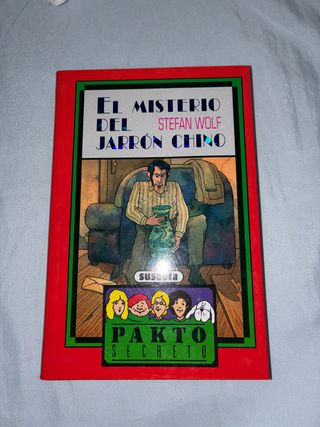 EL MISTERIO
DEL
STEFAN WOLF
JARRÓN CHINO
susaeta
PAKTO
SECRETO